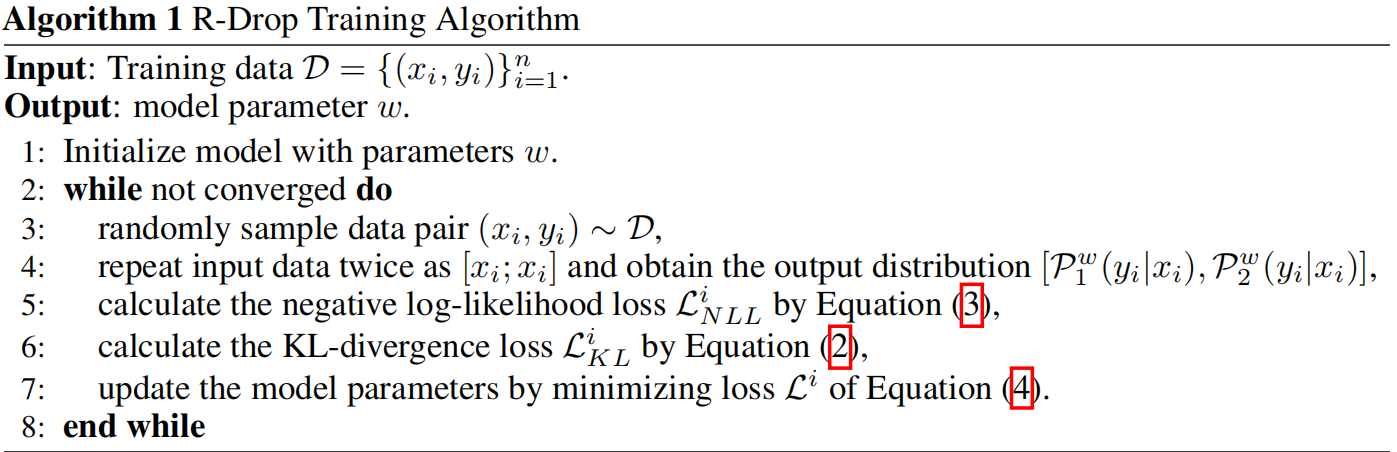 Algorithm 1 R-Drop Training Algorithm
Input: Training data $\mathcal{D} = \{(x_i, y_i)\}_{i=1}^{n}$.
Output: model parameter $w$.
1: Initialize model with parameters $w$.
2: while not converged do
3: randomly sample data pair $(x_i, y_i) \sim \mathcal{D}$,
4: repeat input data twice as $[x_i; x_i]$ and obtain the output distribution $[\mathcal{P}_1^w(y_i|x_i), \mathcal{P}_2^w(y_i|x_i)]$,
5: calculate the negative log-likelihood loss $\mathcal{L}_{NLL}^i$ by Equation (3),
6: calculate the KL-divergence loss $\mathcal{L}_{KL}^i$ by Equation (2),
7: update the model parameters by minimizing loss $\mathcal{L}^i$ of Equation (4).
8: end while